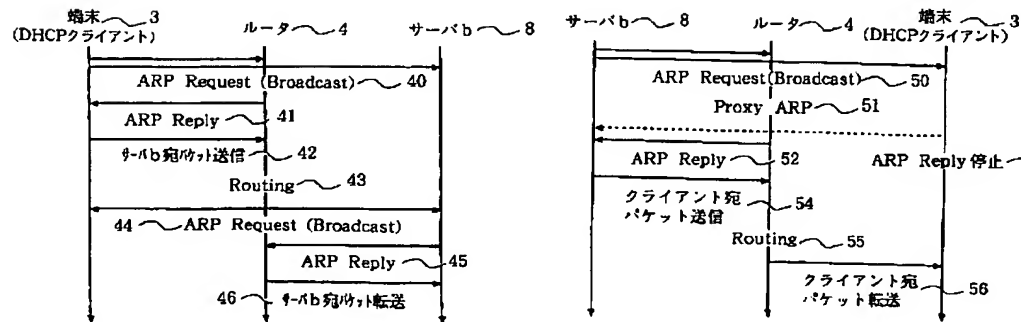 端末 3
(DHCPクライアント)
ルータ 4
サーバb 8
ARP Request (Broadcast) 40
ARP Reply 41
サーバb宛パケット送信 42
Routing 43
44 ARP Request (Broadcast)
ARP Reply 45
46 サーバb宛パケット転送
サーバb 8
ルータ 4
端末 3
(DHCPクライアント)
ARP Request(Broadcast) 50
Proxy ARP 51
ARP Reply 52
ARP Reply 停止
クライアント宛
パケット送信 54
Routing 55
クライアント宛
パケット転送 56